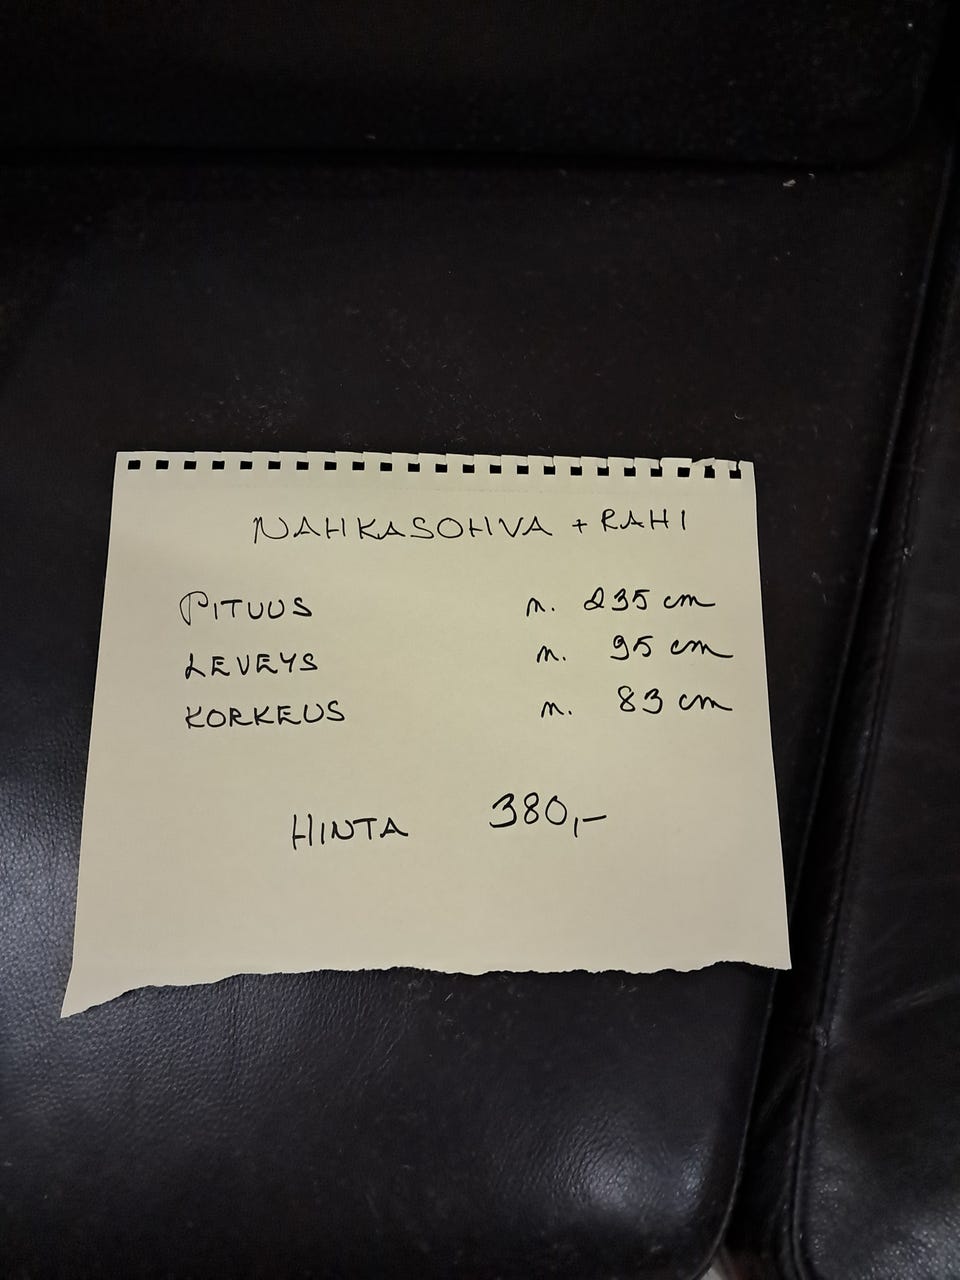 NAHKASOHVA + RAHI
PITUUS n. 235 cm
LEVEYS n. 95 cm
KORKEUS n. 83 cm
HINTA 380,-